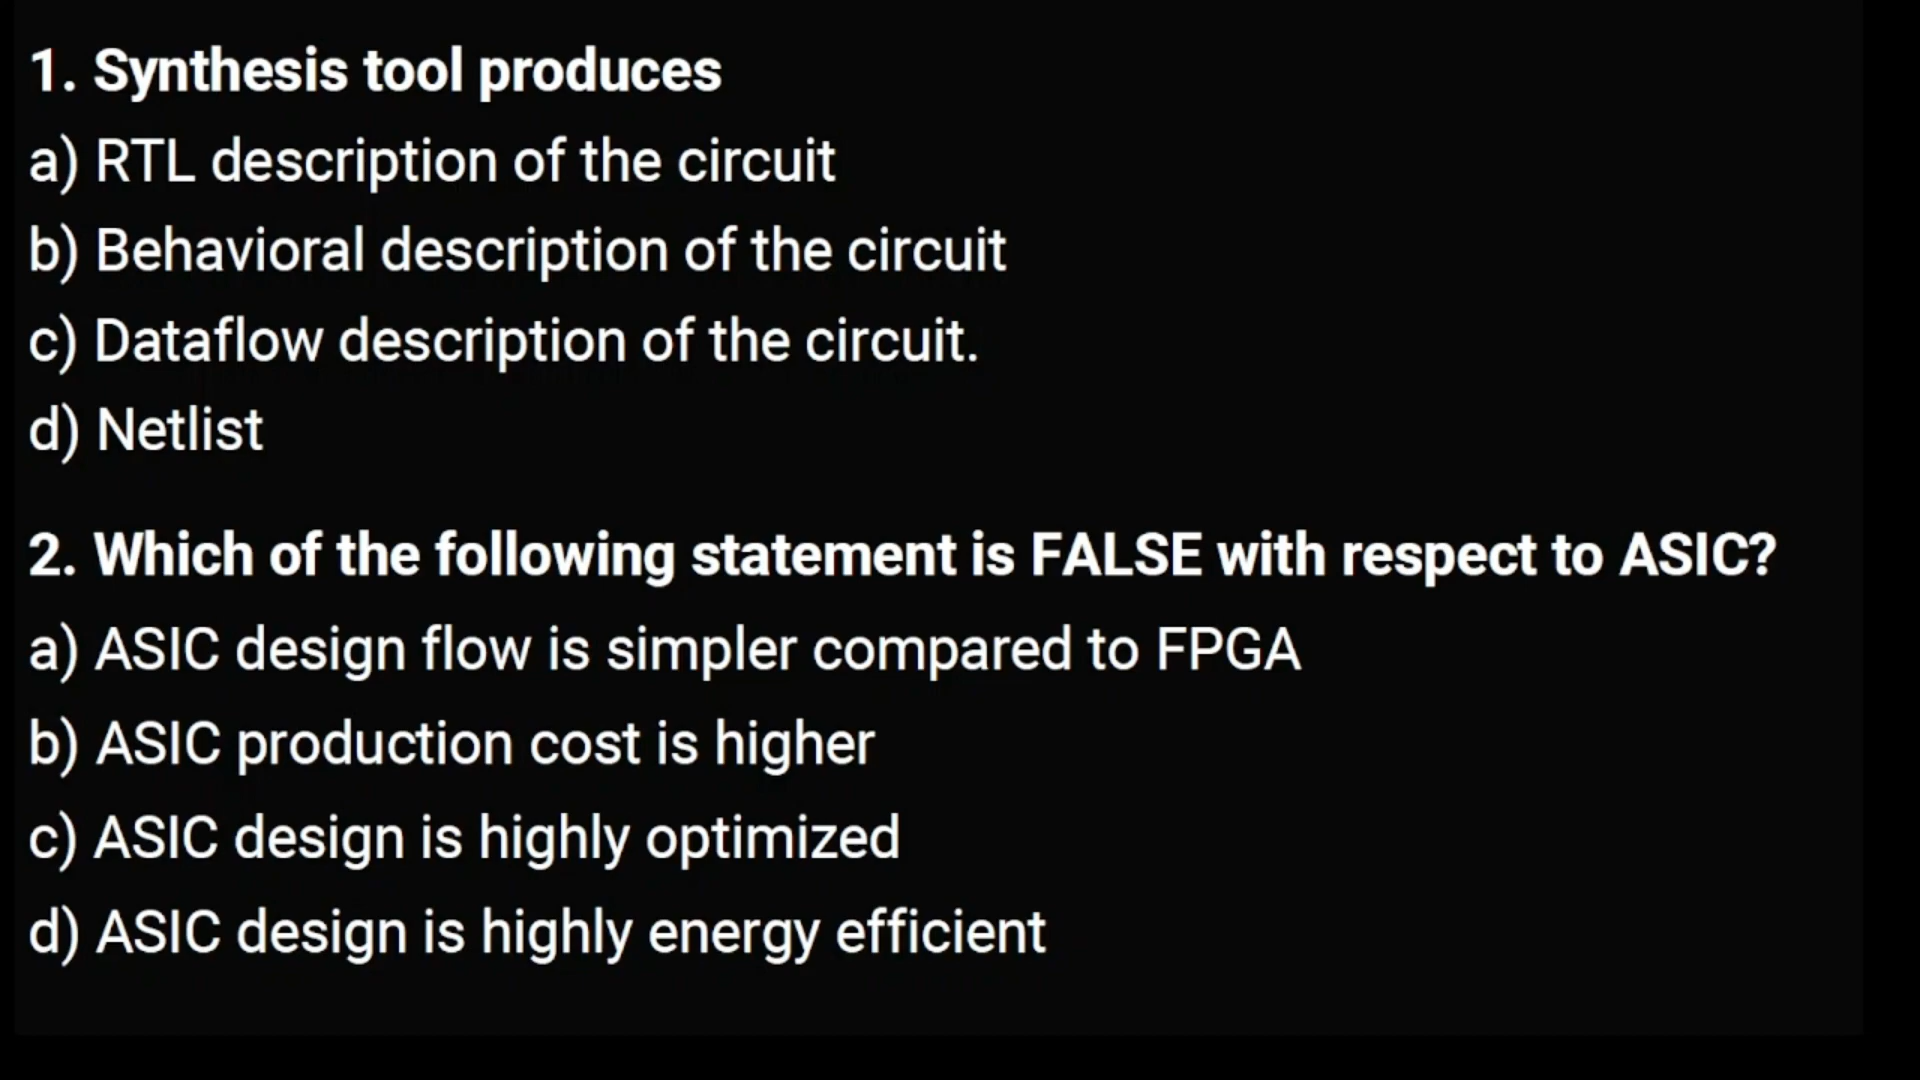 1. Synthesis tool produces
a) RTL description of the circuit
b) Behavioral description of the circuit
c) Dataflow description of the circuit.
d) Netlist
2. Which of the following statement is FALSE with respect to ASIC?
a) ASIC design flow is simpler compared to FPGA
b) ASIC production cost is higher
c) ASIC design is highly optimized
d) ASIC design is highly energy efficient